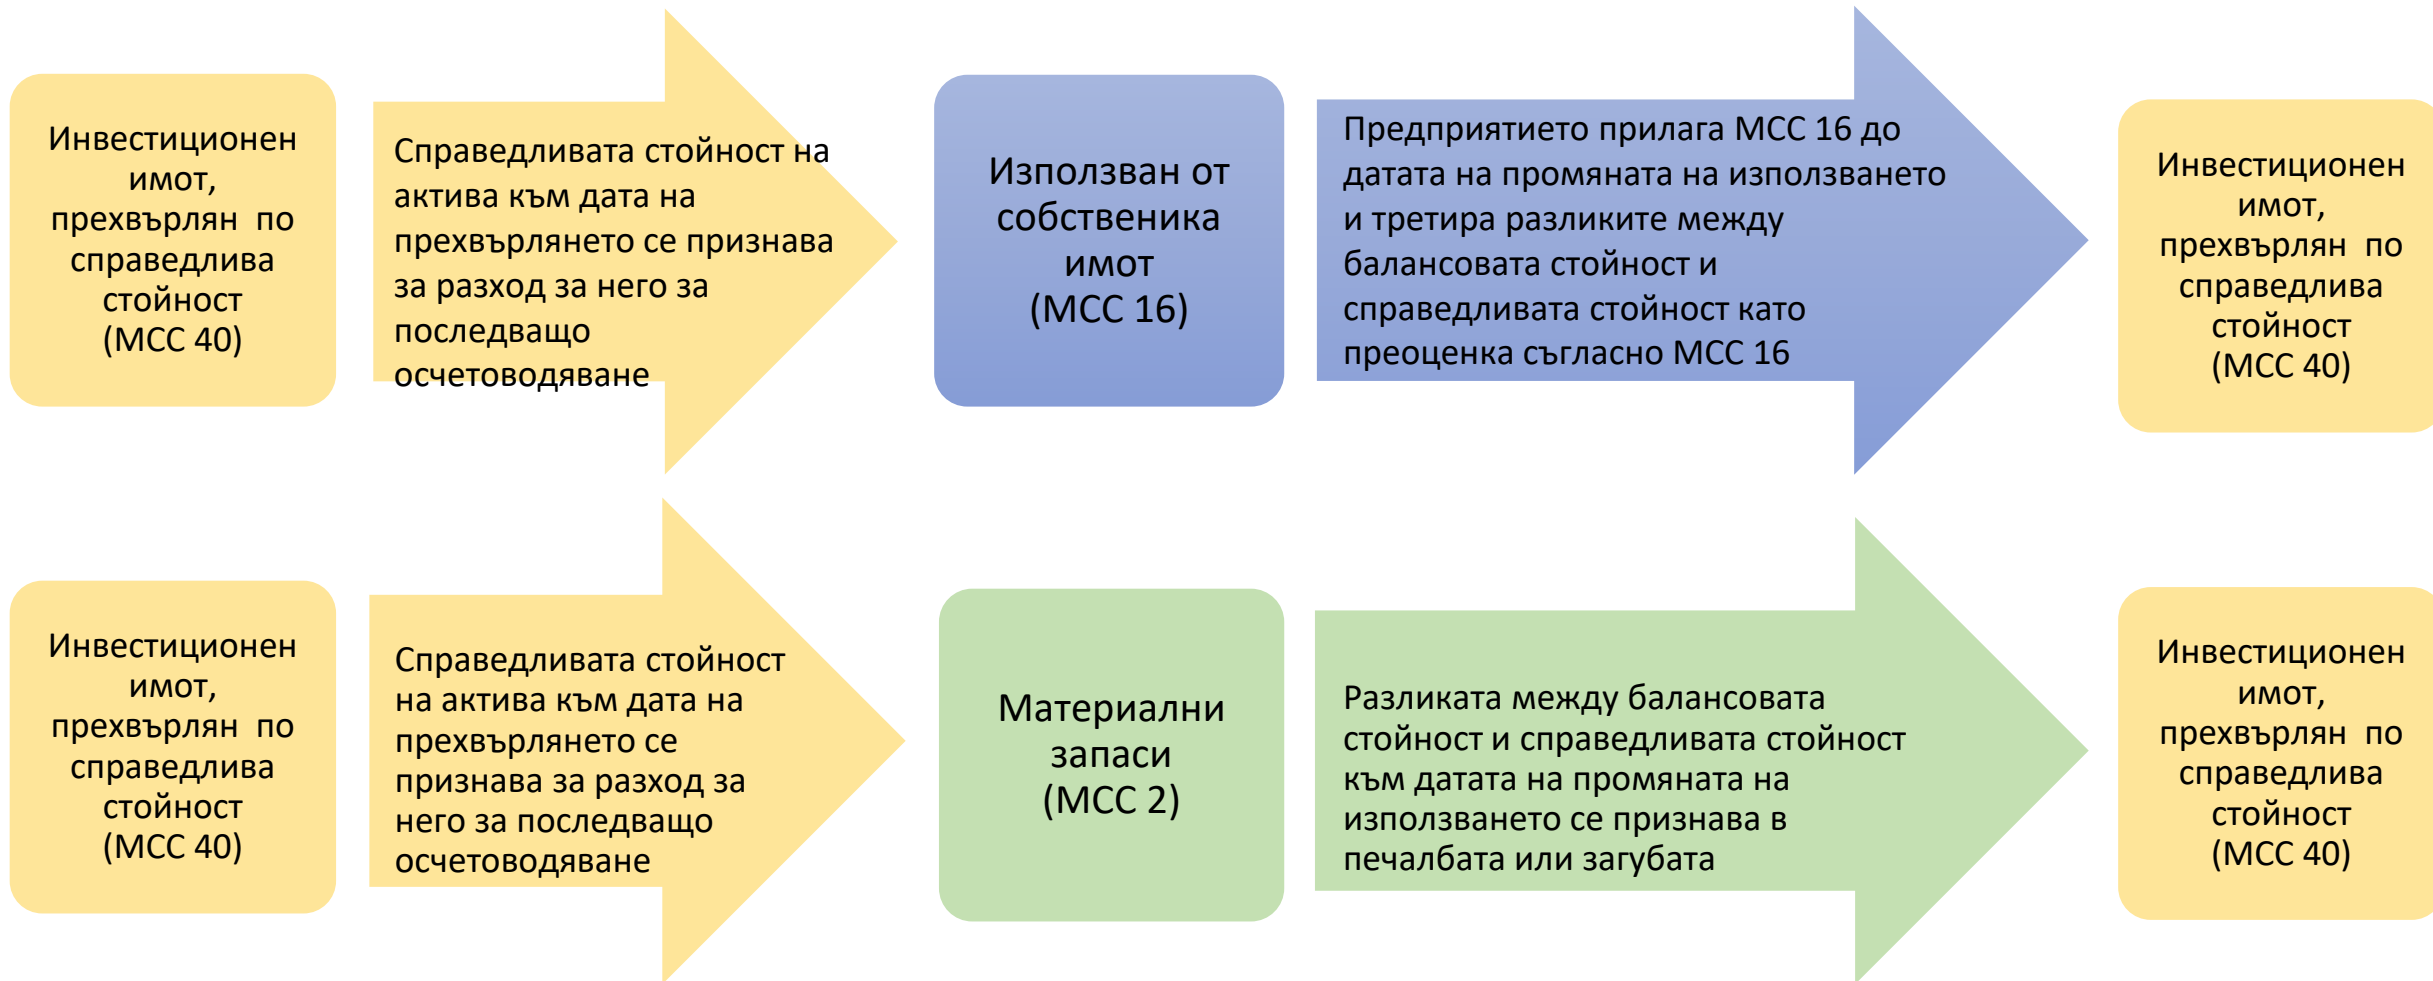 Инвестиционен
имот,
прехвърлян по
справедлива
стойност
(МСС 40)
Справедливата стойност на
актива към дата на
прехвърлянето се признава
за разход за него за
последващо
осчетоводяване
Използван от
собственика
имот
(МСС 16)
Предприятието прилага МСС 16 до
датата на промяната на използването
и третира разликите между
балансовата стойност и
справедливата стойност като
преоценка съгласно МСС 16
Инвестиционен
имот,
прехвърлян по
справедлива
стойност
(МСС 40)
Инвестиционен
имот,
прехвърлян по
справедлива
стойност
(МСС 40)
Справедливата стойност
на актива към дата на
прехвърлянето се
признава за разход за
него за последващо
осчетоводяване
Материални
запаси
(МСС 2)
Разликата между балансовата
стойност и справедливата стойност
към датата на промяната на
използването се признава в
печалбата или загубата
Инвестиционен
имот,
прехвърлян по
справедлива
стойност
(МСС 40)